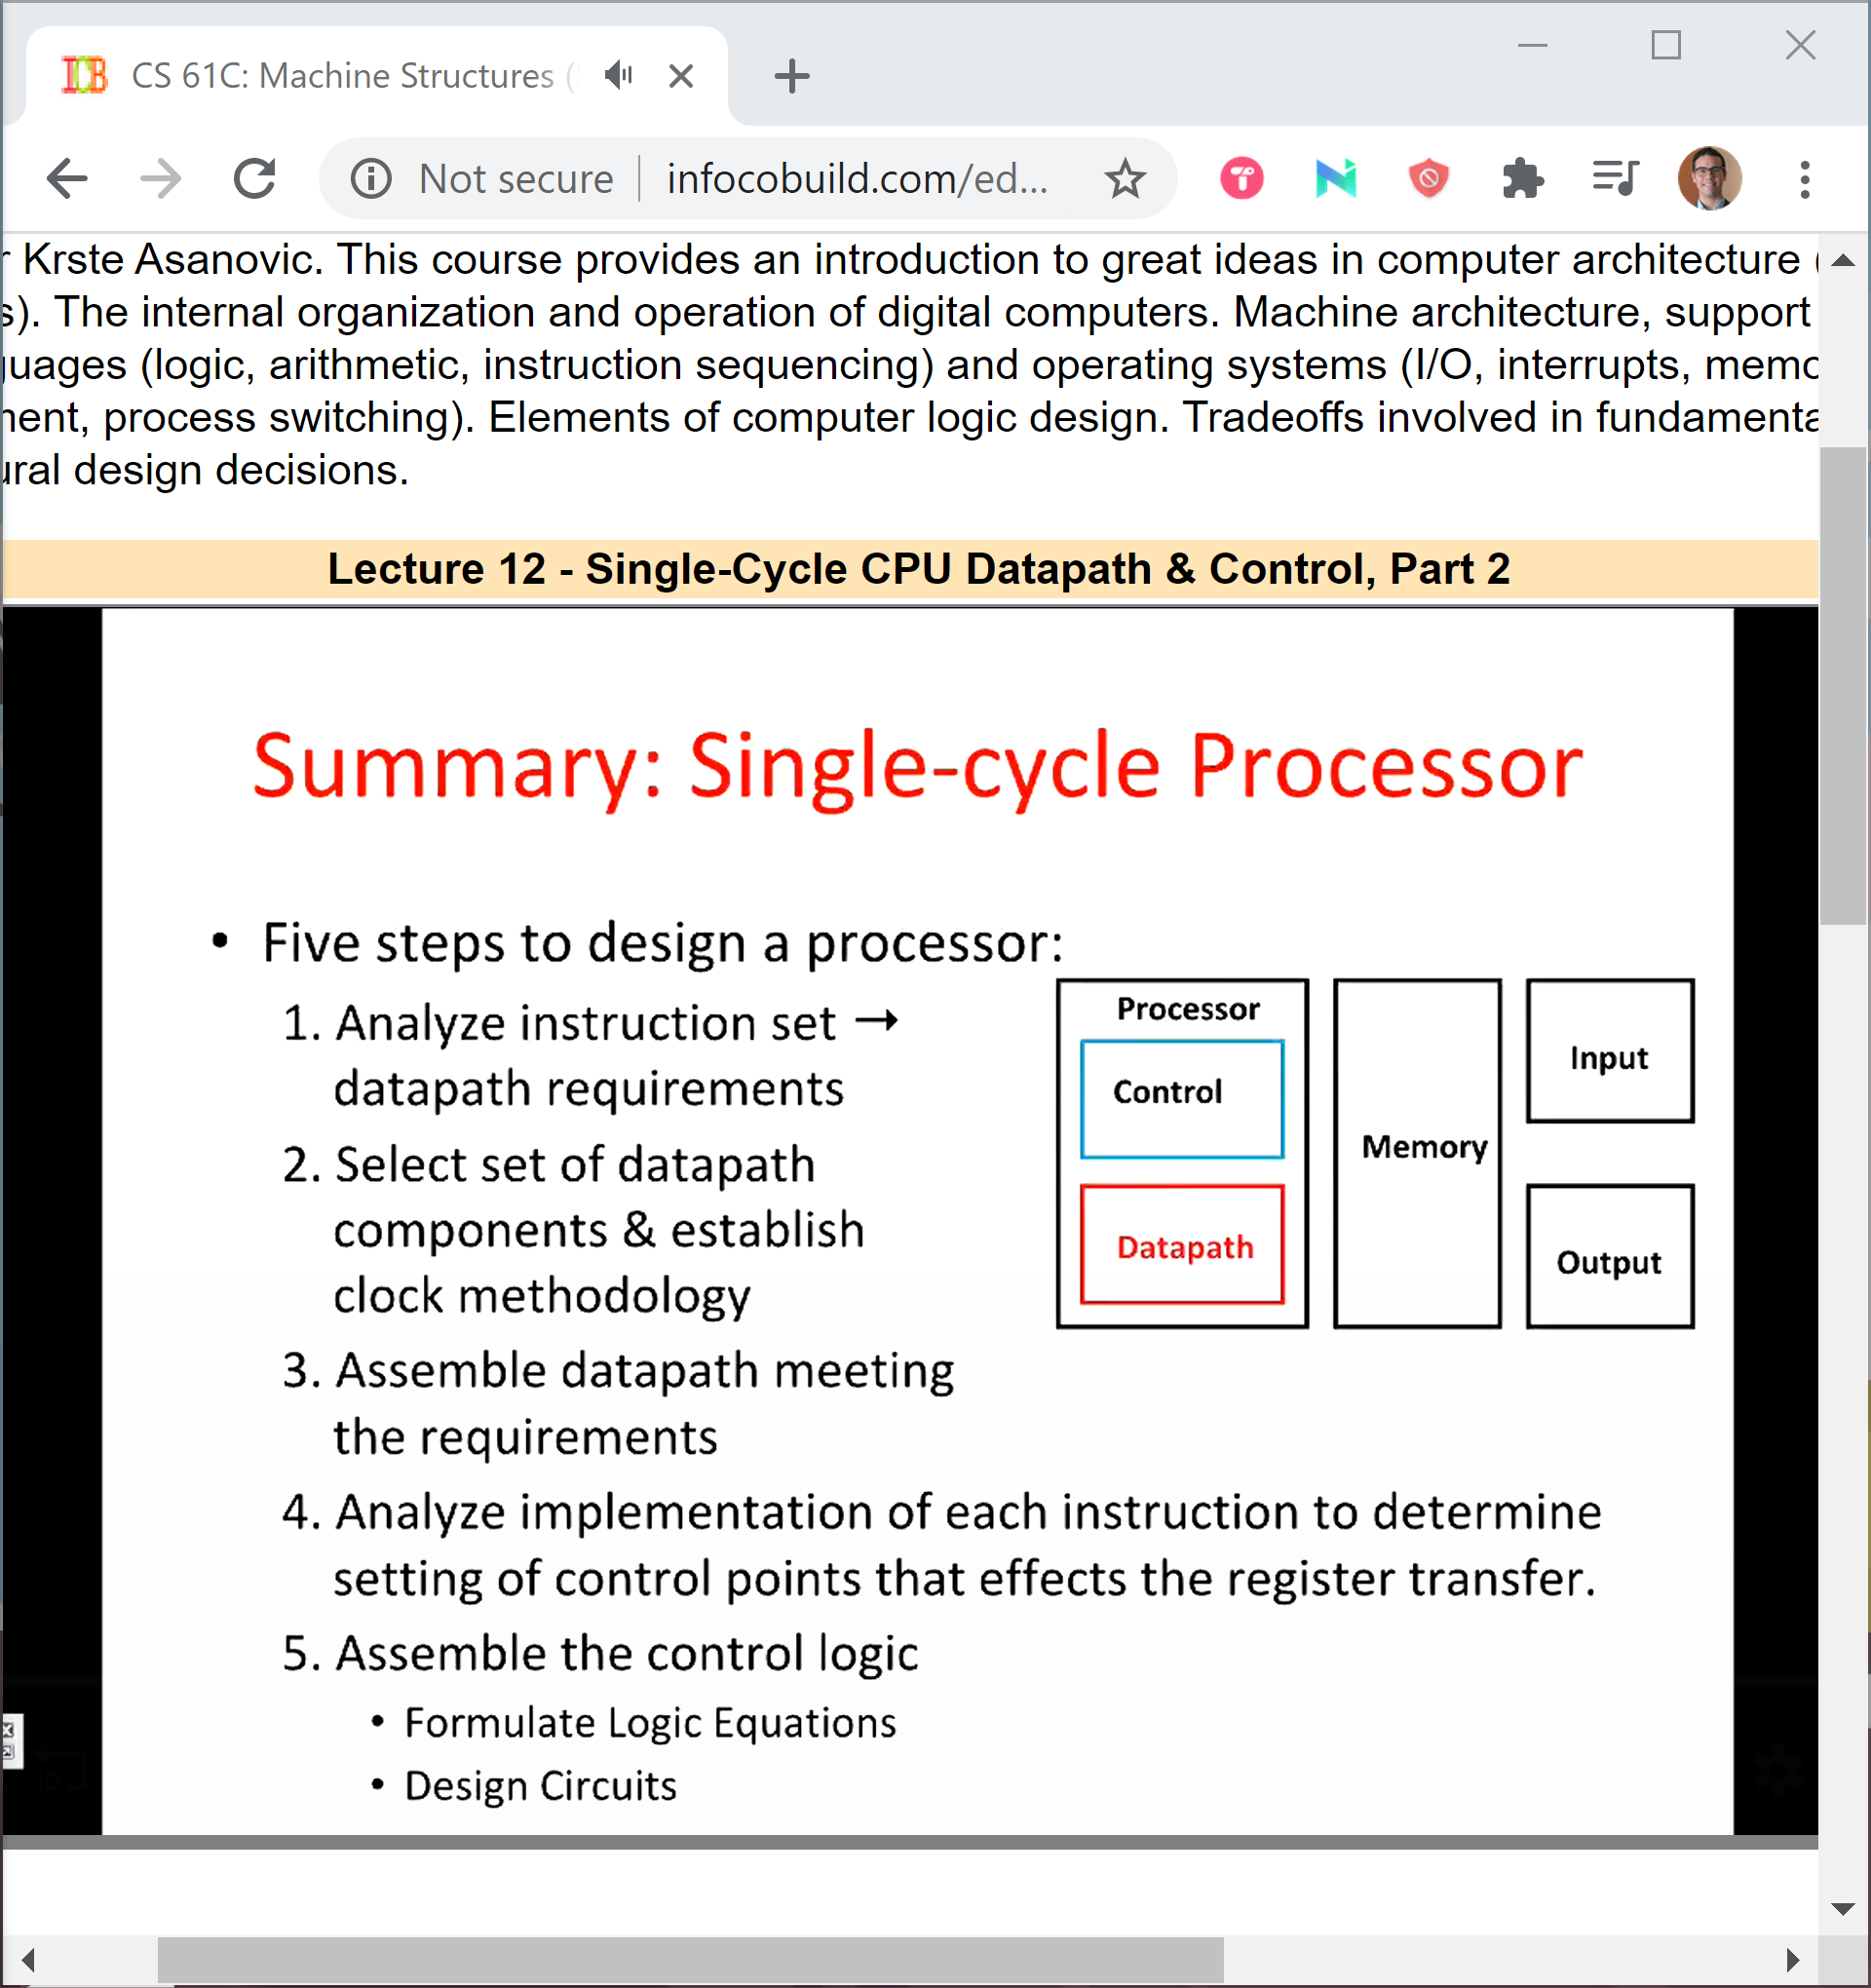 CS 61C: Machine Structures (
Not secure
infocobuild.com/ed...
r Krste Asanovic. This course provides an introduction to great ideas in computer architecture (
s). The internal organization and operation of digital computers. Machine architecture, support
uages (logic, arithmetic, instruction sequencing) and operating systems (I/O, interrupts, memo
nent, process switching). Elements of computer logic design. Tradeoffs involved in fundamenta
ural design decisions.
Lecture 12 - Single-Cycle CPU Datapath & Control, Part 2
Summary: Single-cycle Processor
• Five steps to design a processor:
1. Analyze instruction set →
datapath requirements
2. Select set of datapath
components & establish
clock methodology
3. Assemble datapath meeting
the requirements
4. Analyze implementation of each instruction to determine
setting of control points that effects the register transfer.
5. Assemble the control logic
• Formulate Logic Equations
• Design Circuits
Processor
Control
Datapath
Memory
Input
Output